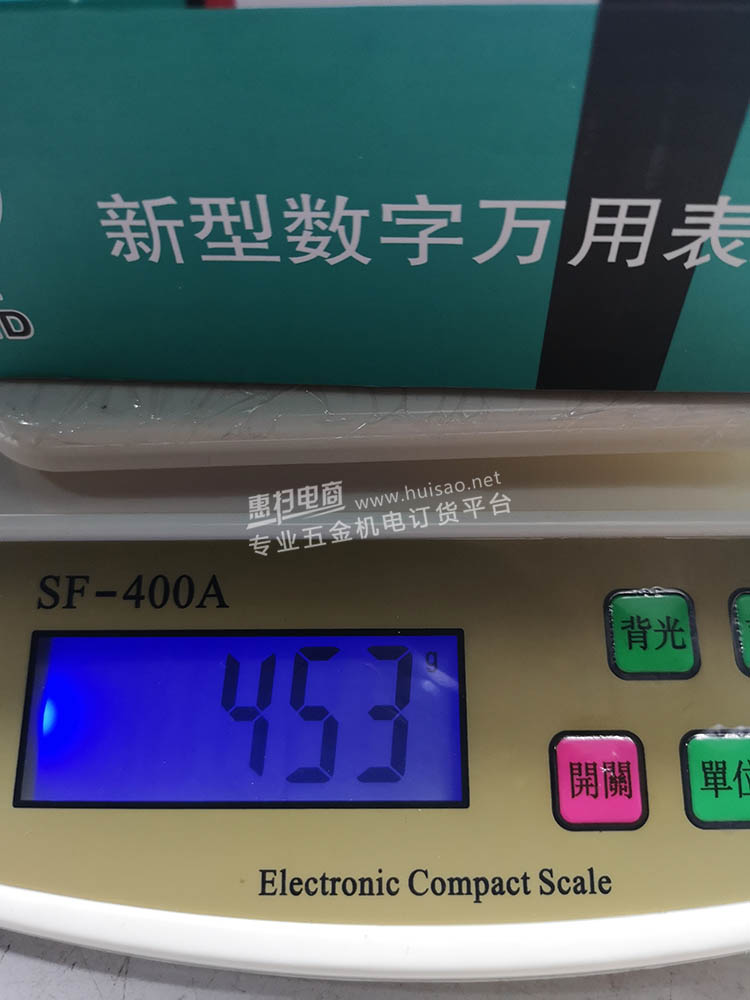 新型数字万用表
惠扫电商 www.huisao.net
专业五金机电订货平台
SF-400A
背光
453 g
開關
單位
Electronic Compact Scale